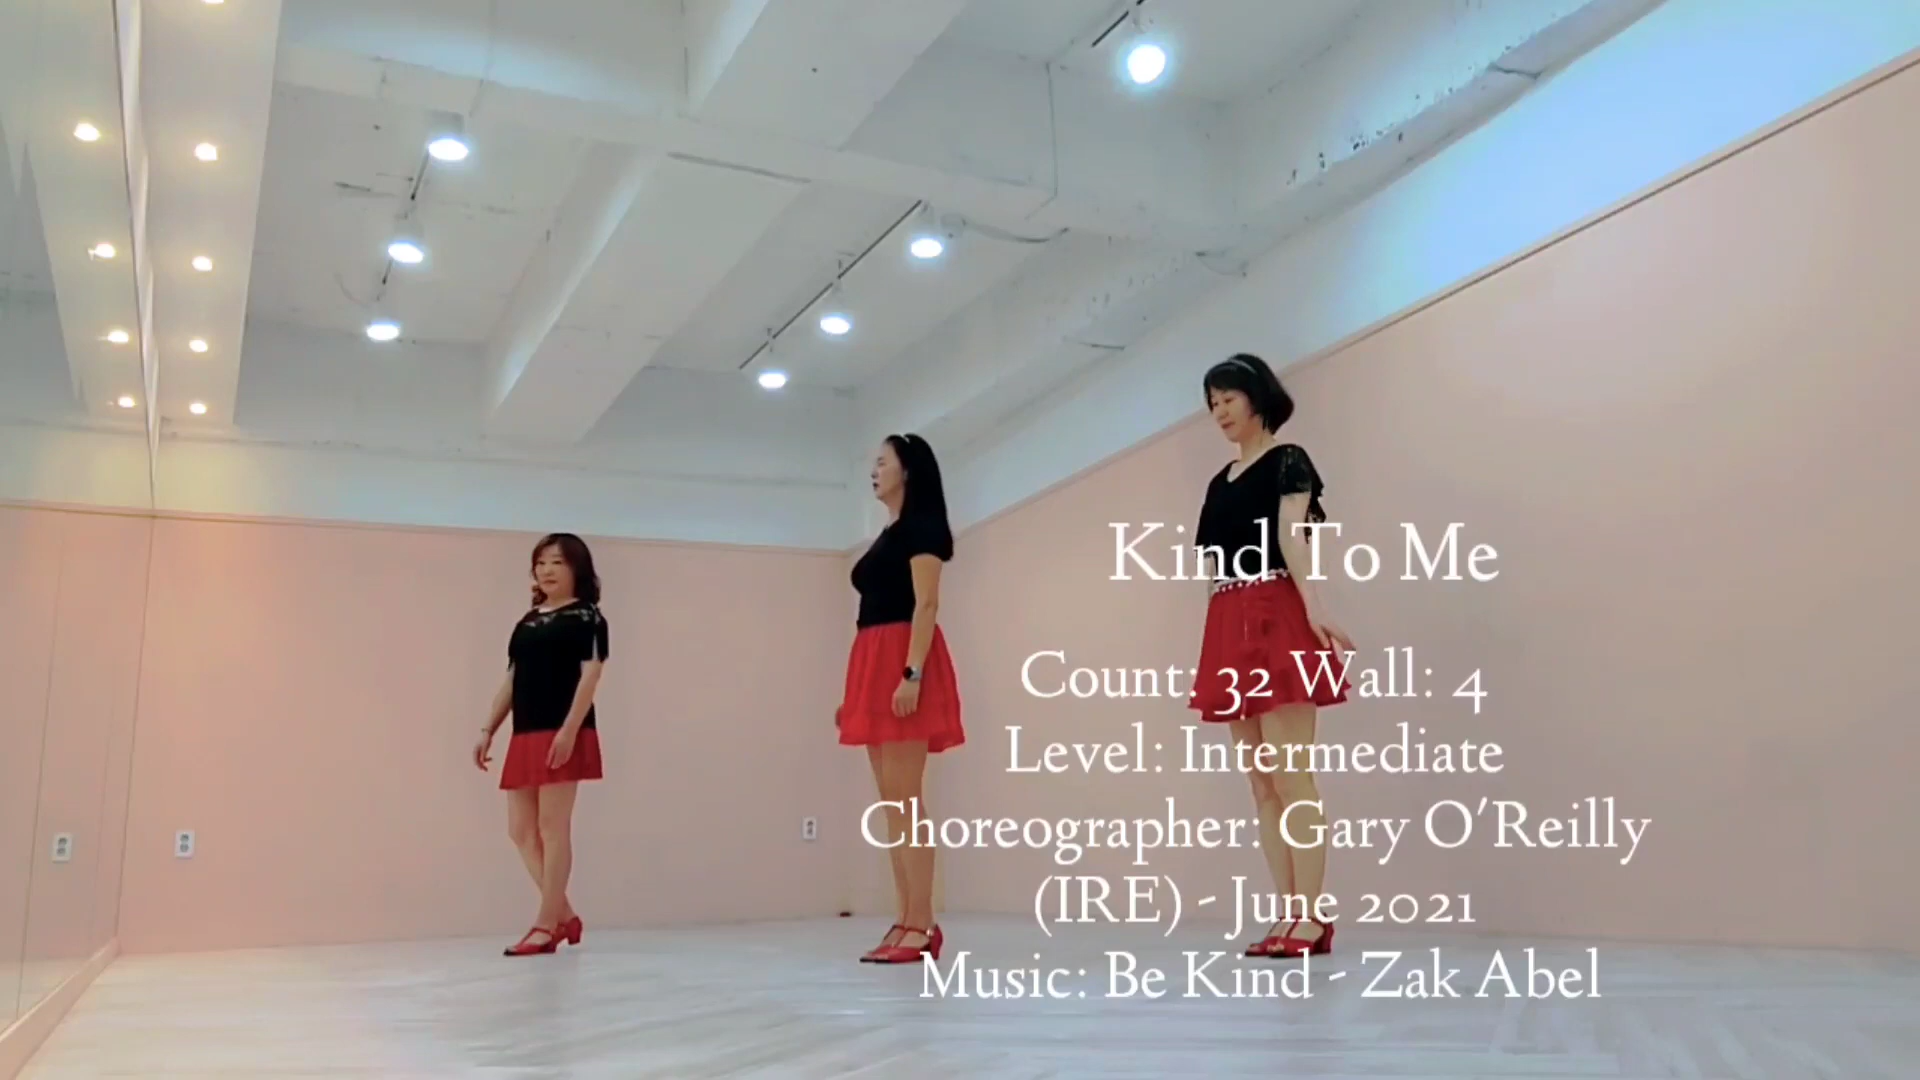 Kind To Me
Count: 32 Wall: 4
Level: Intermediate
Choreographer: Gary O'Reilly
(IRE) - June 2021
Music: Be Kind - Zak Abel